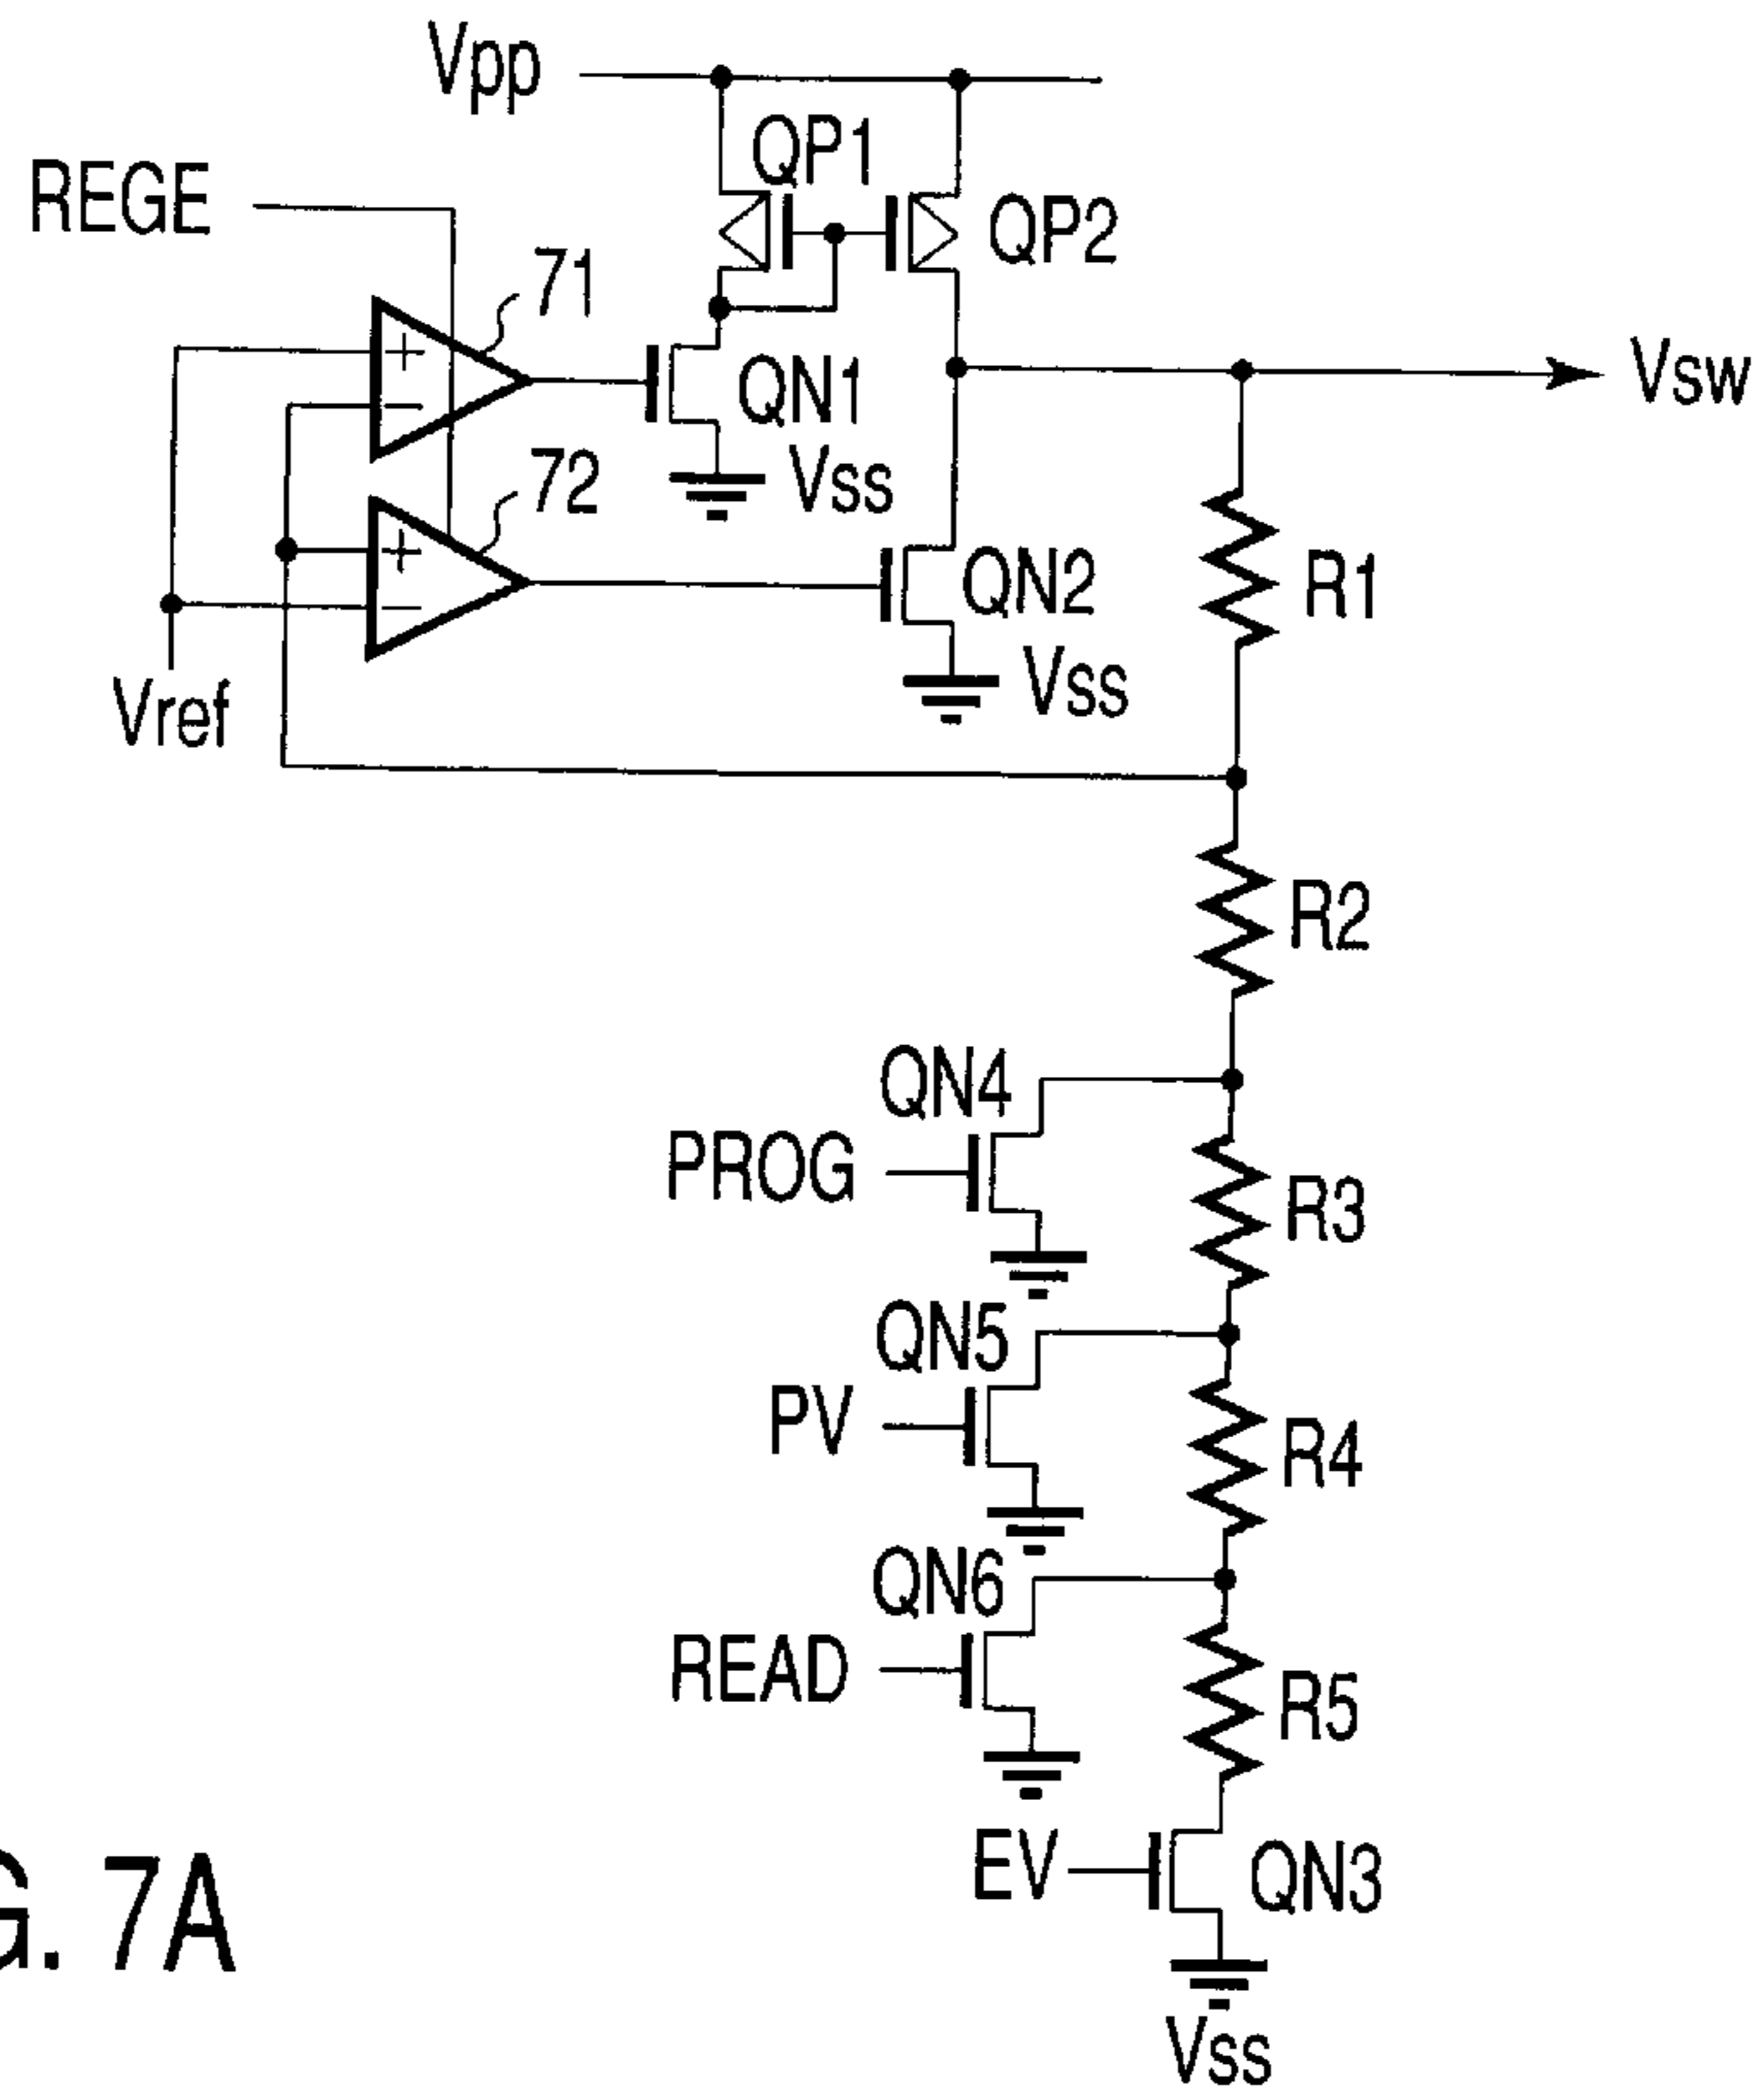 Vpp
QP1
REGE
QP2
71
Vsw
QN1
72
Vss
QN2
R1
Vss
Vref
R2
QN4
PROG
R3
QN5
PV
R4
QN6
READ
R5
EV
QN3
G. 7A
Vss